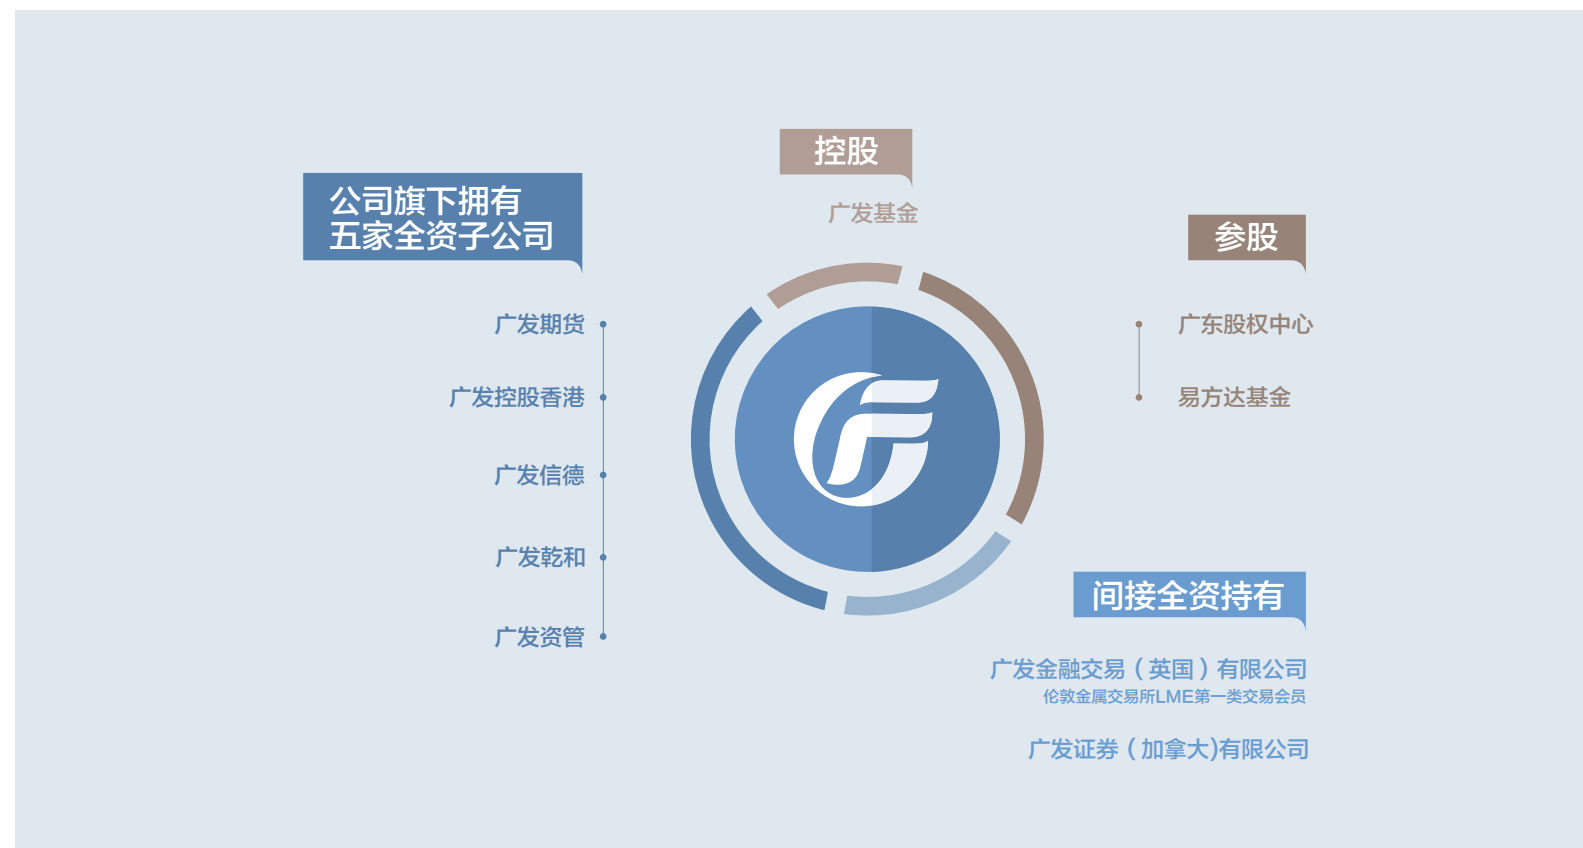 控股
广发基金
公司旗下拥有
五家全资子公司
广发期货
广发控股香港
广发信德
广发乾和
广发资管
参股
广东股权中心
易方达基金
间接全资持有
广发金融交易（英国）有限公司
伦敦金属交易所LME第一类交易会员
广发证券（加拿大)有限公司